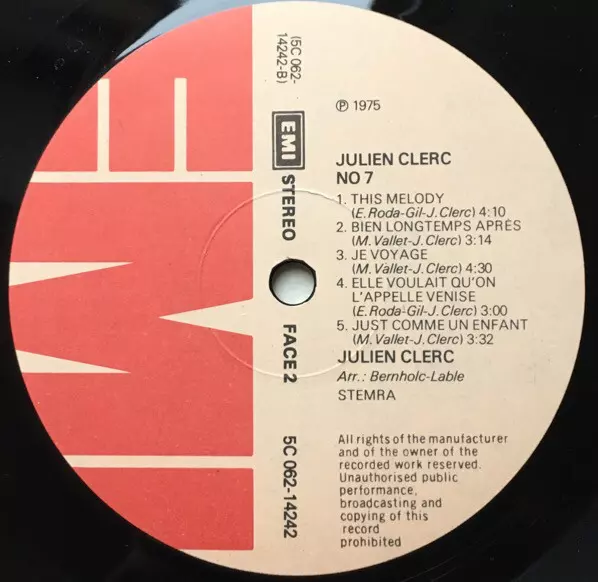 (5C 062-
14242-B)
EMI
STEREO
FACE 2
5C 062-14242
℗ 1975
JULIEN CLERC
NO 7
1. THIS MELODY
(E. Roda-Gil-J. Clerc) 4:10
2. BIEN LONGTEMPS APRÈS
(M. Vallet-J. Clerc) 3:14
3. JE VOYAGE
(M. Vallet-J. Clerc) 4:30
4. ELLE VOULAIT QU'ON
L'APPELLE VENISE
(E. Roda-Gil-J. Clerc) 3:00
5. JUST COMME UN ENFANT
(M. Vallet-J. Clerc) 3:32
JULIEN CLERC
Arr.: Bernholc-Lable
STEMRA
All rights of the manufacturer
and of the owner of the
recorded work reserved.
Unauthorised public
performance,
broadcasting and
copying of this
record
prohibited
EMI